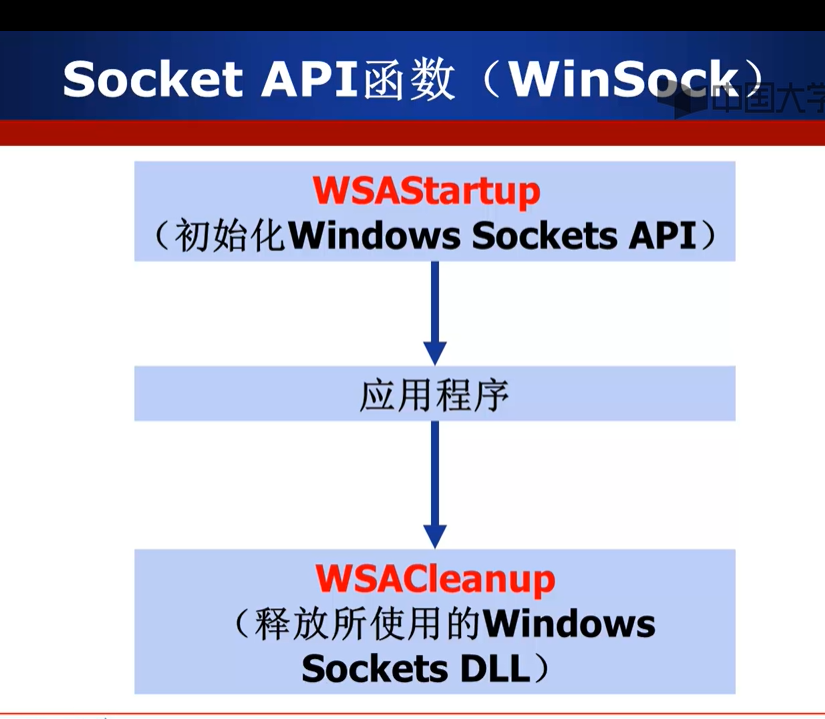 Socket API函数（WinSock）
中国大学
WSAStartup
（初始化Windows Sockets API）
应用程序
WSACleanup
（释放所使用的Windows
Sockets DLL）